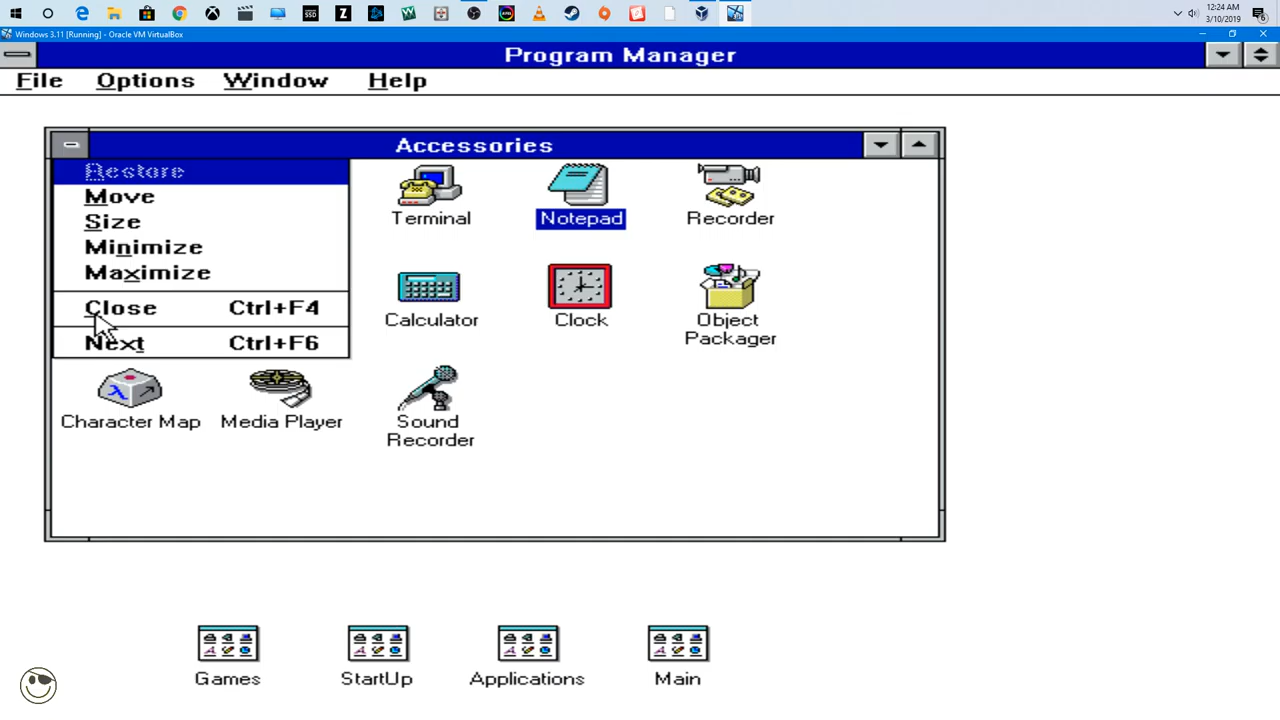 12:24 AM
3/10/2019
Windows 3.11 [Running] - Oracle VM VirtualBox
Program Manager
File Options Window Help
Accessories
Restore
Move
Size
Minimize
Maximize
Close Ctrl+F4
Next Ctrl+F6
Terminal Notepad Recorder
Calculator Clock Object
Packager
Character Map Media Player Sound
Recorder
Games StartUp Applications Main